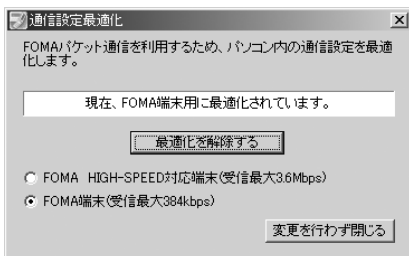 通信設定最適化
FOMAパケット通信を利用するため、パソコン内の通信設定を最適
化します。
現在、FOMA端末用に最適化されています。
最適化を解除する
FOMA HIGH-SPEED対応端末(受信最大3.6Mbps)
FOMA端末(受信最大384kbps)
変更を行わず閉じる